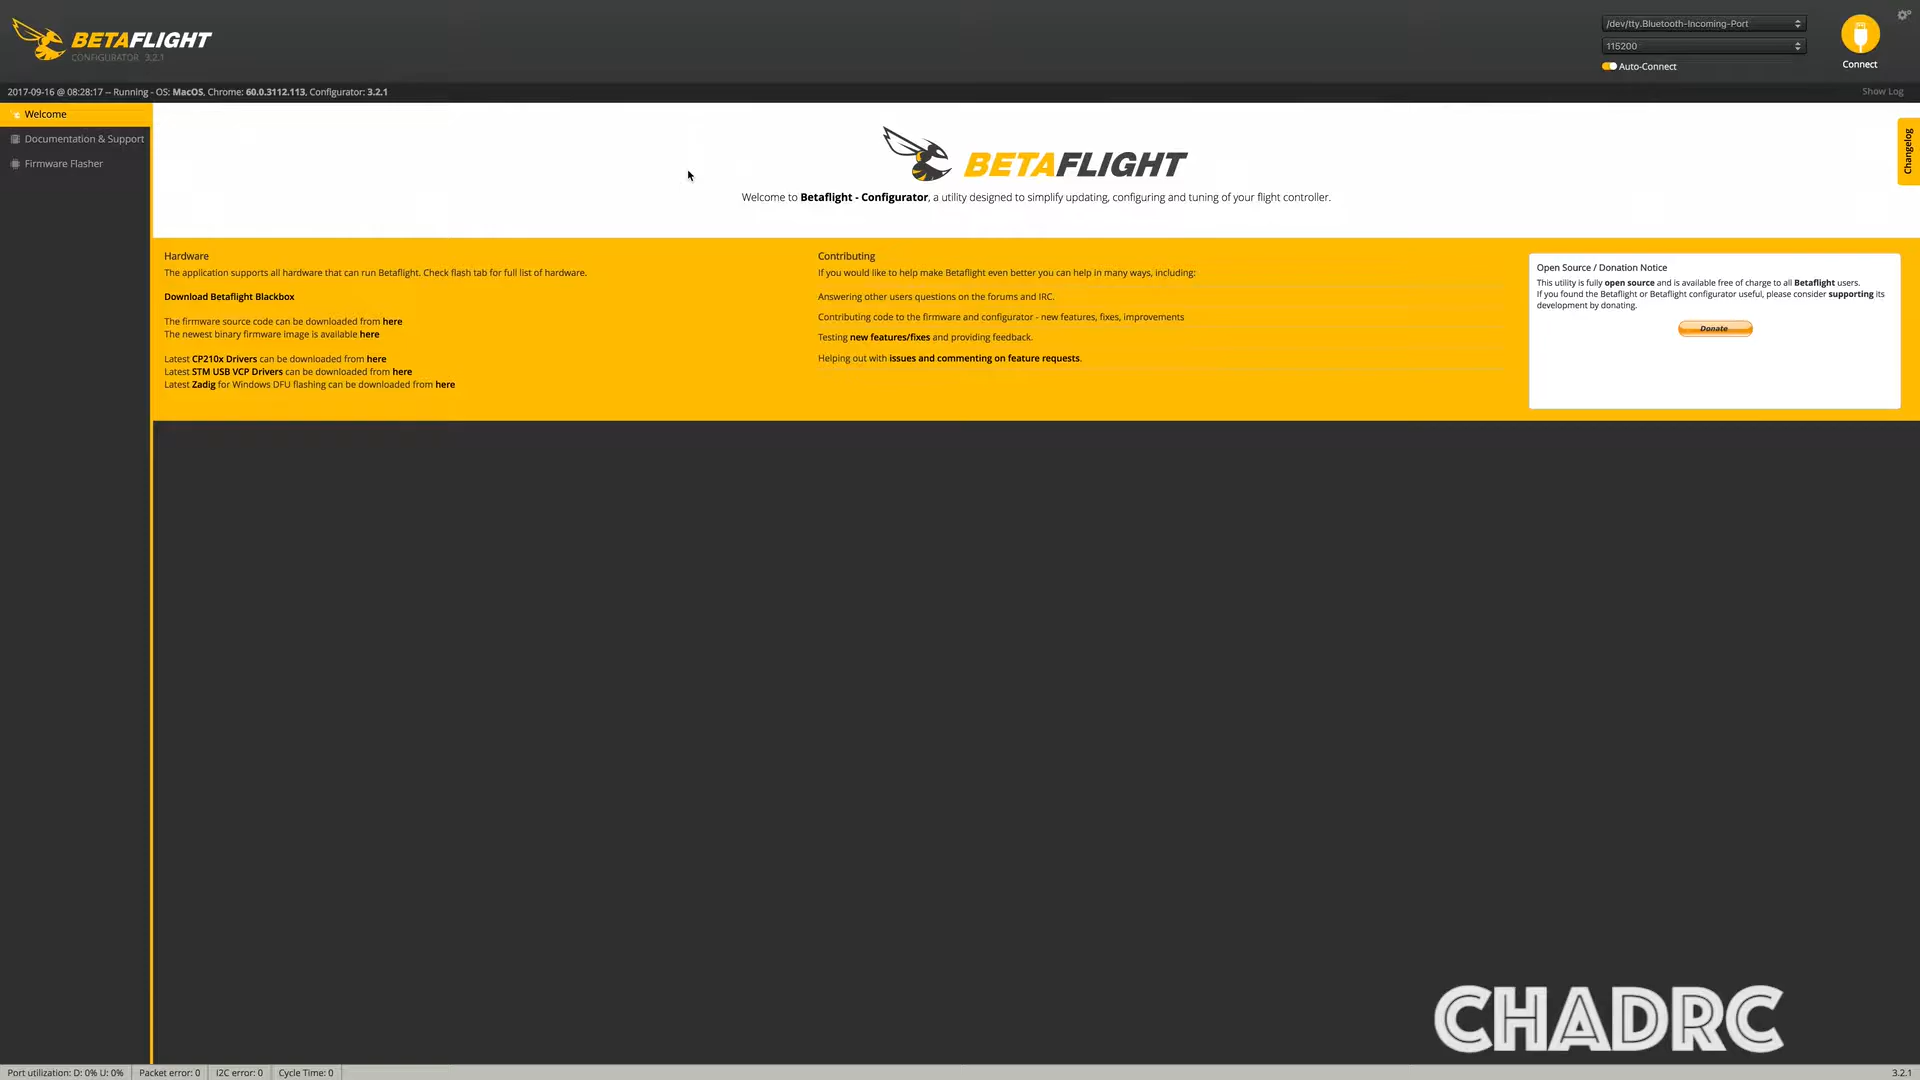 BETAFLIGHT
CONFIGURATOR 3.2.1
/dev/tty.Bluetooth-Incoming-Port
115200
Auto-Connect
Connect
2017-09-16 @ 08:28:17 -- Running - OS: MacOS, Chrome: 60.0.3112.113, Configurator: 3.2.1
Show Log
Welcome
Documentation & Support
Firmware Flasher
BETAFLIGHT
Welcome to Betaflight - Configurator, a utility designed to simplify updating, configuring and tuning of your flight controller.
Changelog
Hardware
The application supports all hardware that can run Betaflight. Check flash tab for full list of hardware.
Download Betaflight Blackbox
The firmware source code can be downloaded from here
The newest binary firmware image is available here
Latest CP210x Drivers can be downloaded from here
Latest STM USB VCP Drivers can be downloaded from here
Latest Zadig for Windows DFU flashing can be downloaded from here
Contributing
If you would like to help make Betaflight even better you can help in many ways, including:
Answering other users questions on the forums and IRC.
Contributing code to the firmware and configurator - new features, fixes, improvements
Testing new features/fixes and providing feedback.
Helping out with issues and commenting on feature requests.
Open Source / Donation Notice
This utility is fully open source and is available free of charge to all Betaflight users.
If you found the Betaflight or Betaflight configurator useful, please consider supporting its
development by donating.
Donate
CHADRC
Port utilization: D: 0% U: 0%
Packet error: 0
I2C error: 0
Cycle Time: 0
3.2.1